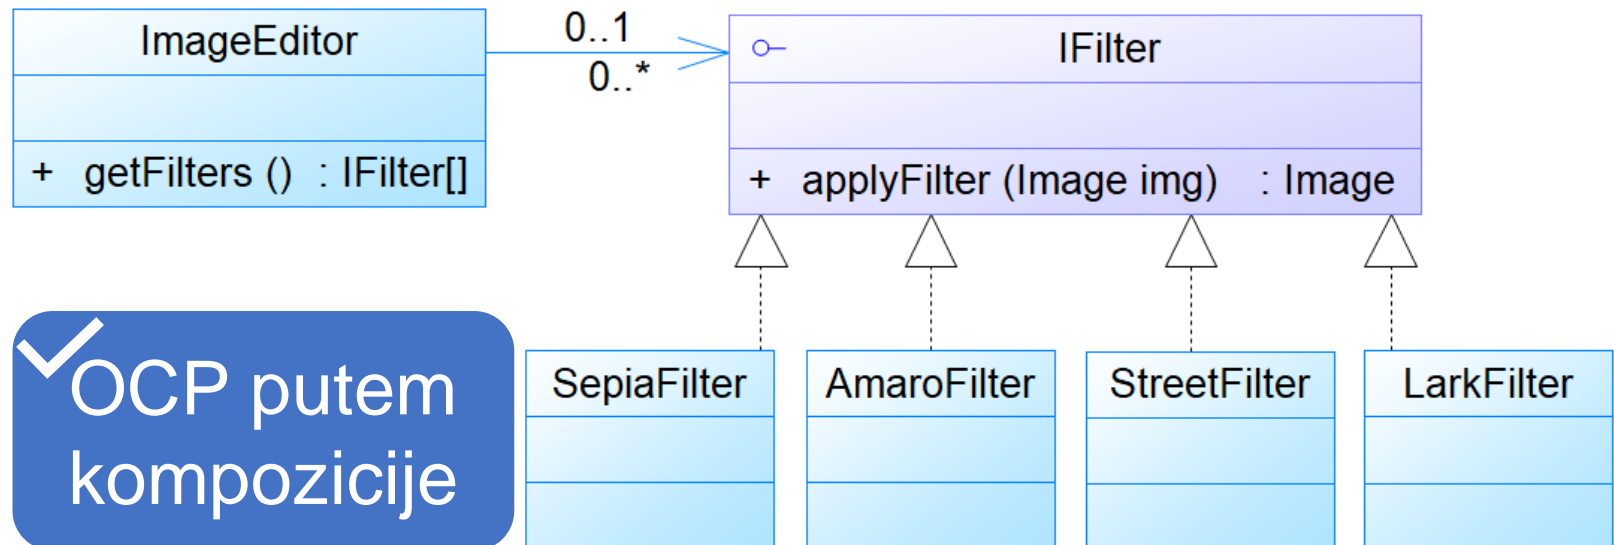 ImageEditor
+ getFilters () : IFilter[]
0..1
0..*
IFilter
+ applyFilter (Image img) : Image
OCP putem
kompozicije
SepiaFilter
AmaroFilter
StreetFilter
LarkFilter